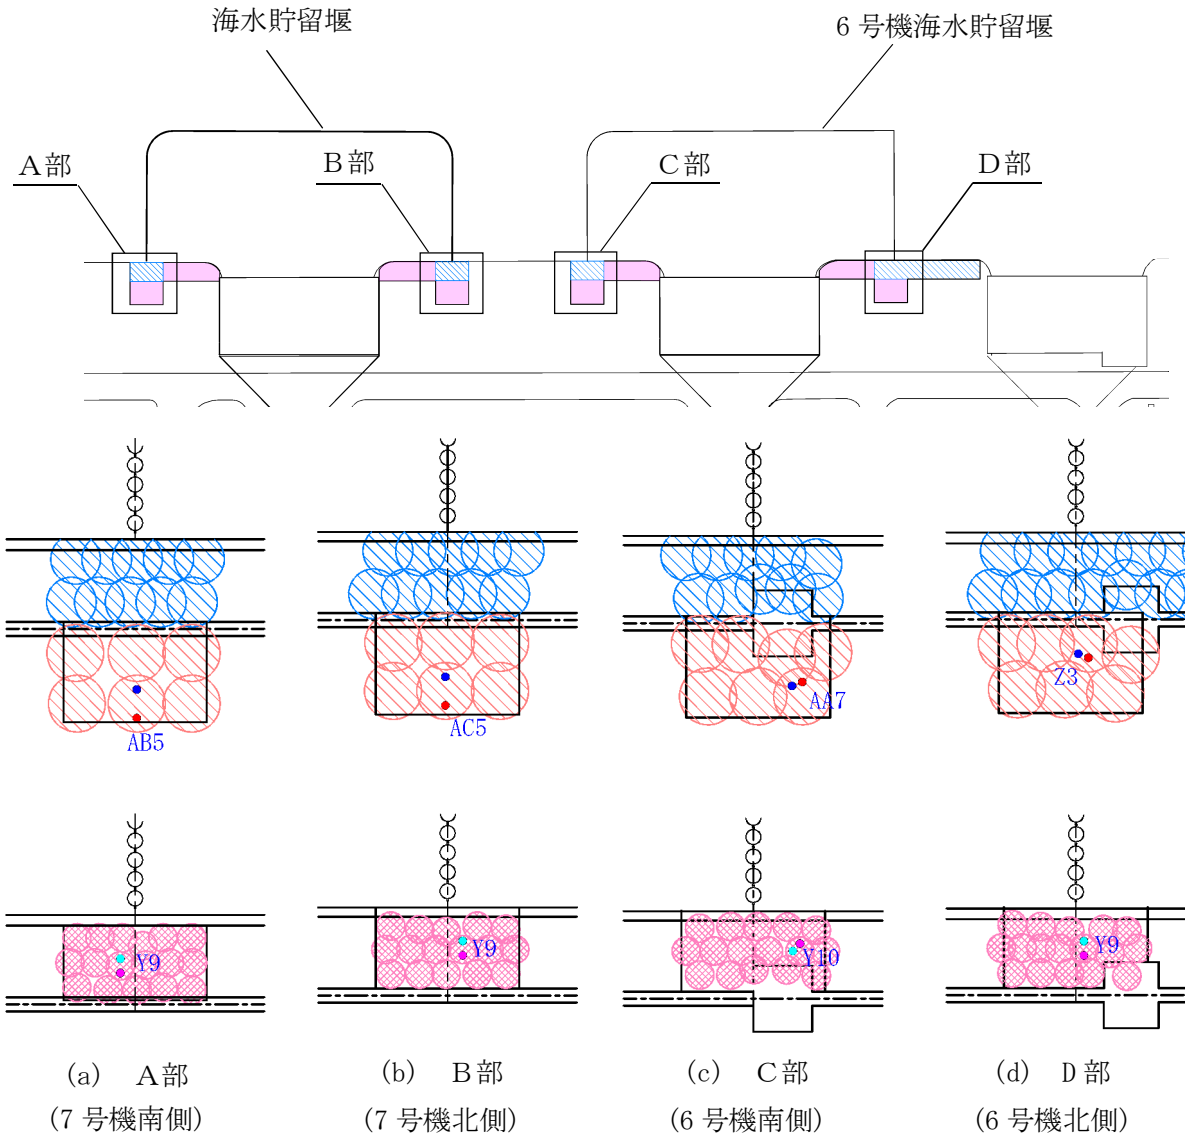 海水貯留堰
6 号機海水貯留堰
A部
B部
C部
D部
AB5
AC5
AA7
Z3
Y9
Y9
Y10
Y9
(a) A部
(b) B部
(c) C部
(d) D 部
(7 号機南側)
(7 号機北側)
(6 号機南側)
(6 号機北側)